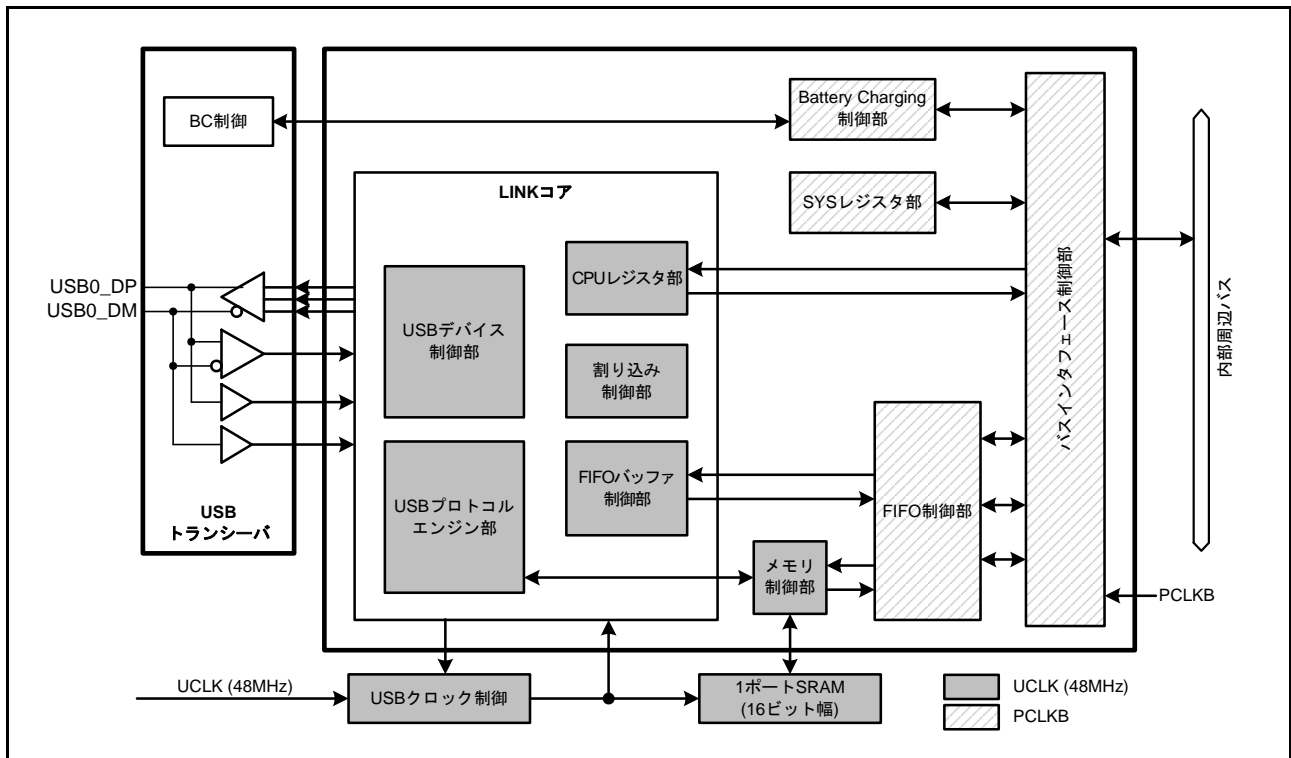 BC制御
Battery Charging
制御部
LINKコア
SYSレジスタ部
CPUレジスタ部
USB0_DP
USB0_DM
USBデバイス
制御部
割り込み
制御部
FIFOバッファ
制御部
USBプロトコル
エンジン部
FIFO制御部
バスインタフェース制御部
内部周辺バス
USB
トランシーバ
メモリ
制御部
PCLKB
UCLK (48MHz)
USBクロック制御
1ポートSRAM
(16ビット幅)
UCLK (48MHz)
PCLKB